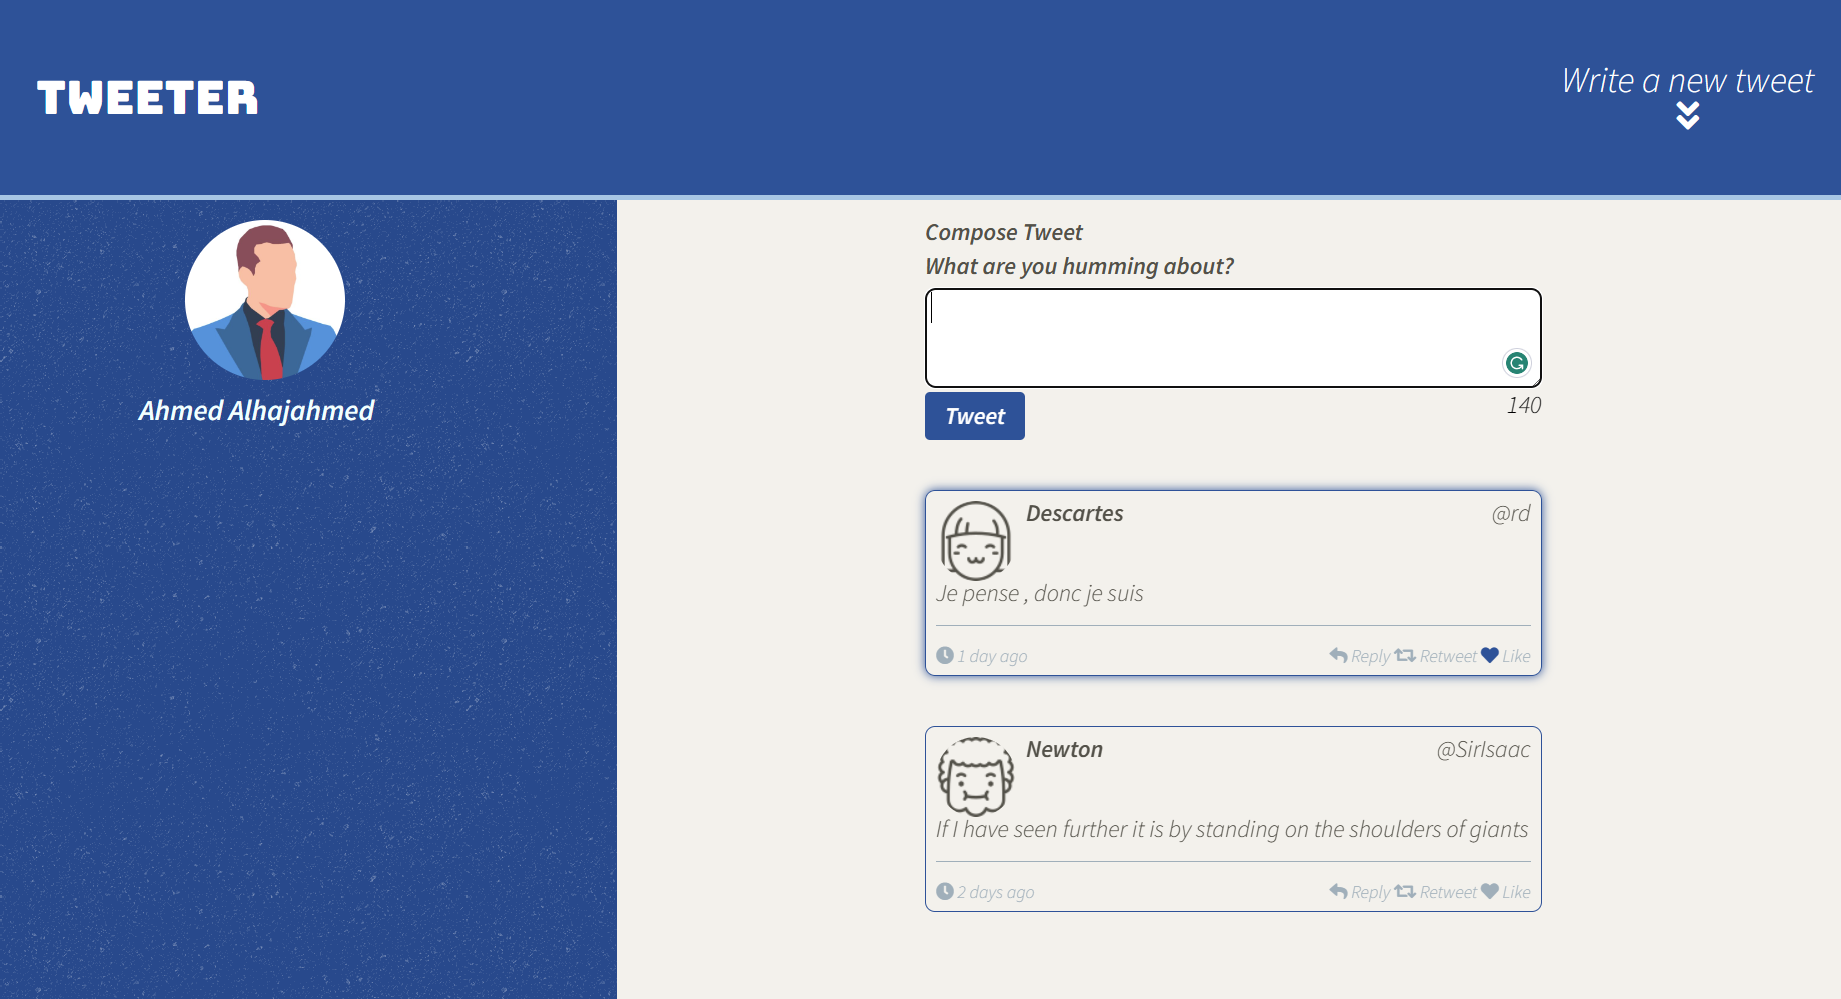 TWEETER
Write a new tweet
Ahmed Alhajahmed
Compose Tweet
What are you humming about?
Tweet
140
Descartes @rd
Je pense , donc je suis
1 day ago Reply Retweet Like
Newton @SirIsaac
If I have seen further it is by standing on the shoulders of giants
2 days ago Reply Retweet Like